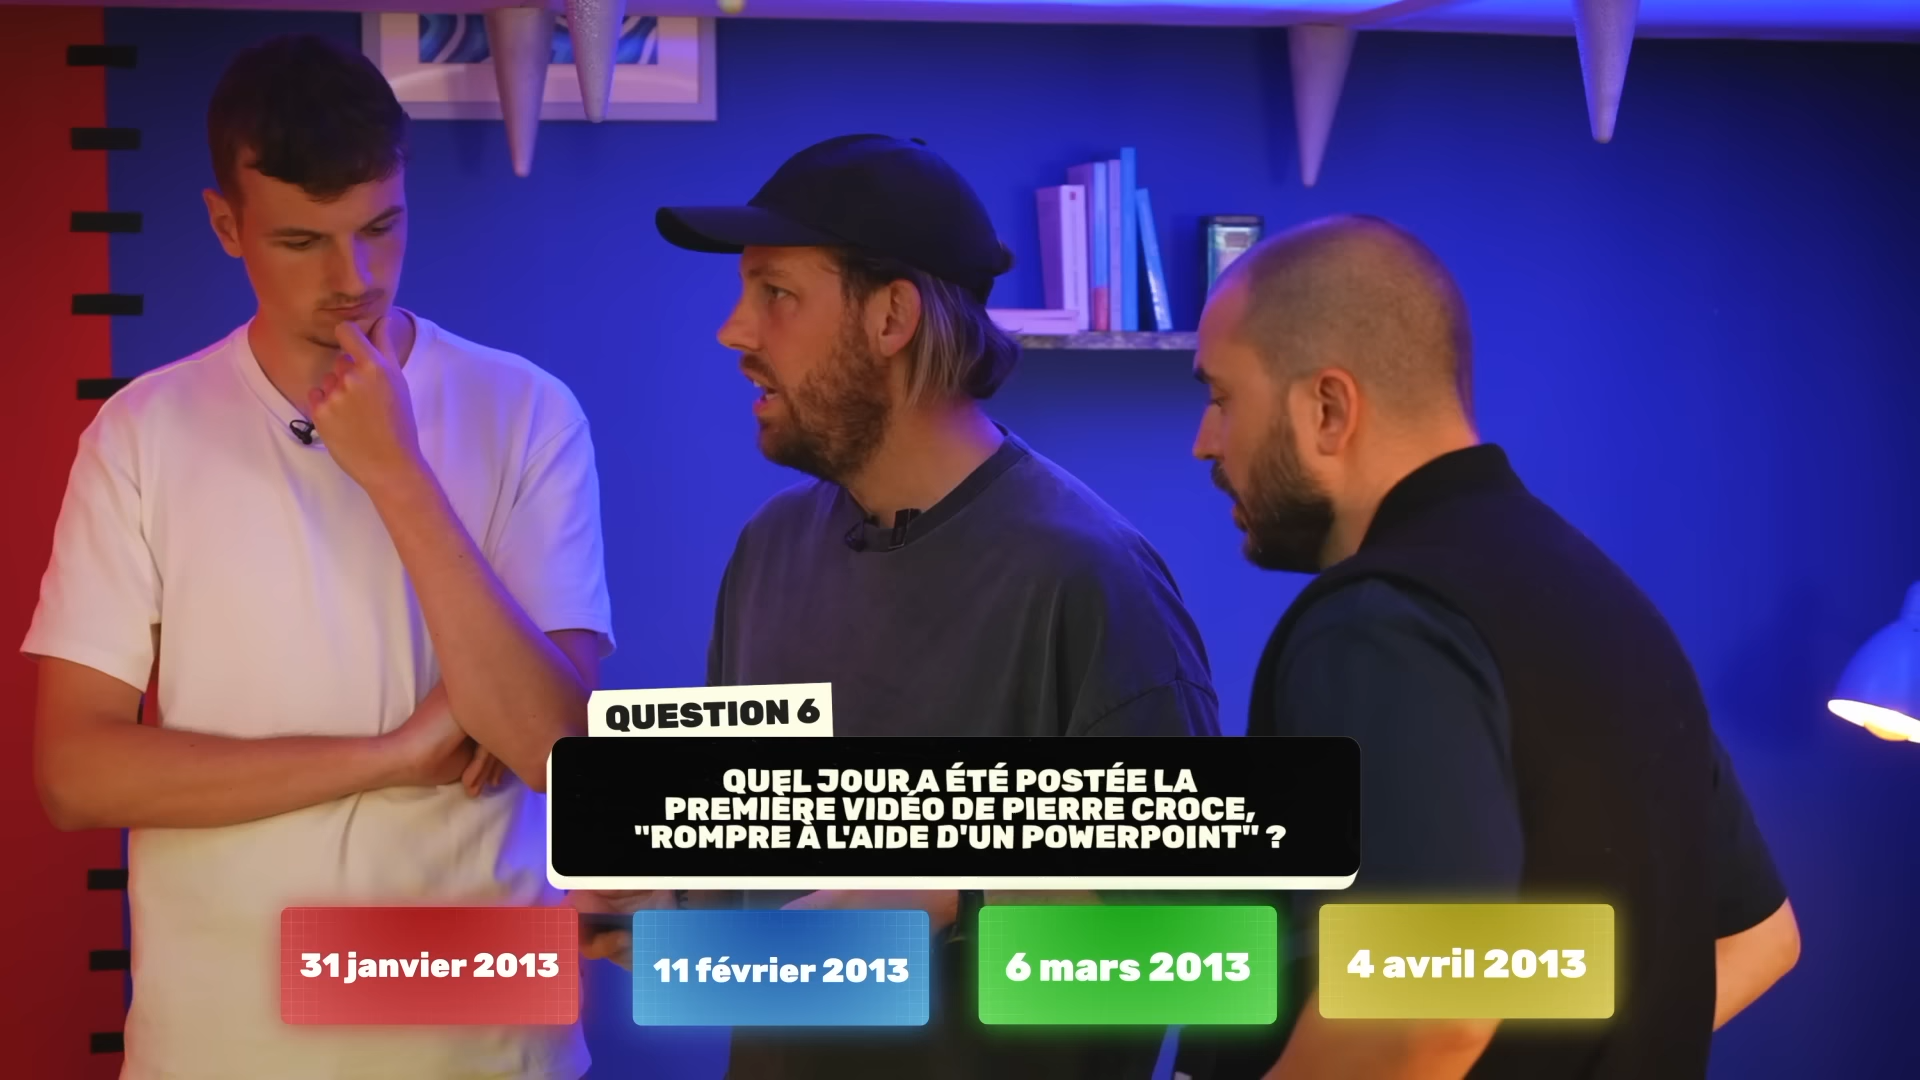 QUESTION 6
QUEL JOUR A ÉTÉ POSTÉE LA
PREMIÈRE VIDÉO DE PIERRE CROCE,
"ROMPRE À L'AIDE D'UN POWERPOINT" ?
31 janvier 2013
11 février 2013
6 mars 2013
4 avril 2013